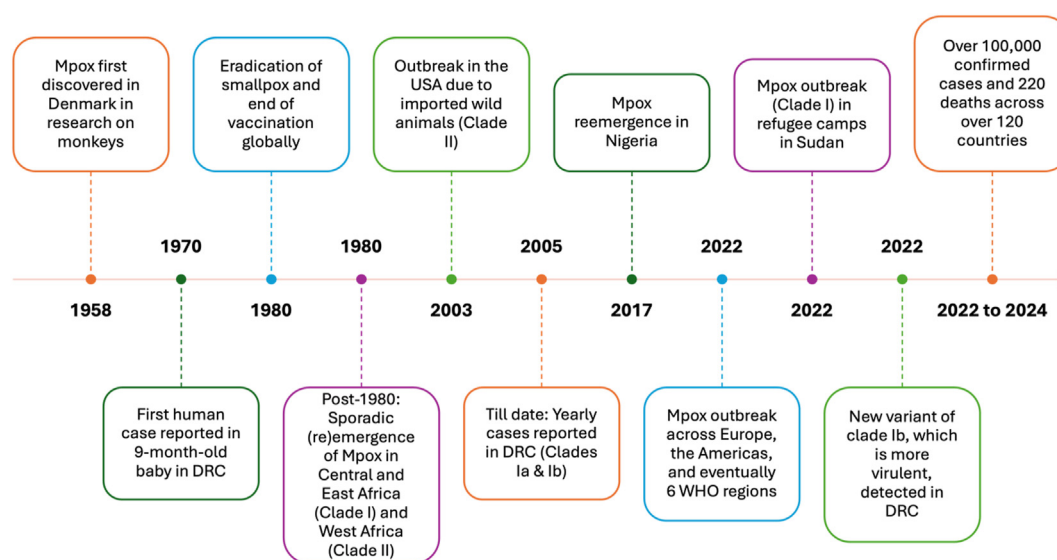 Mpox first
discovered in
Denmark in
research on
monkeys
Eradication of
smallpox and
end of
vaccination
globally
Outbreak in the
USA due to
imported wild
animals (Clade
II)
Mpox
reemergence in
Nigeria
Mpox outbreak
(Clade I) in
refugee camps
in Sudan
Over 100,000
confirmed
cases and 220
deaths across
over 120
countries
1970
1980
2005
2022
2022
1958
1980
2003
2017
2022
2022 to 2024
First human
case reported in
9-month-old
baby in DRC
Post-1980:
Sporadic
(re)emergence
of Mpox in
Central and
East Africa
(Clade I) and
West Africa
(Clade II)
Till date: Yearly
cases reported
in DRC (Clades
Ia & Ib)
Mpox outbreak
across Europe,
the Americas,
and eventually
6 WHO regions
New variant of
clade Ib, which
is more
virulent,
detected in
DRC